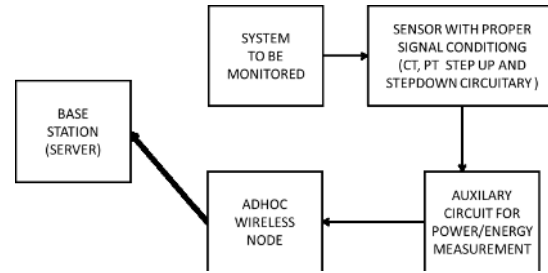 SYSTEM
TO BE
MONITORED
SENSOR WITH PROPER
SIGNAL CONDITIONG
(CT, PT STEP UP AND
STEPDOWN CIRCUITARY )
BASE
STATION
(SERVER)
ADHOC
WIRELESS
NODE
AUXILARY
CIRCUIT FOR
POWER/ENERGY
MEASUREMENT